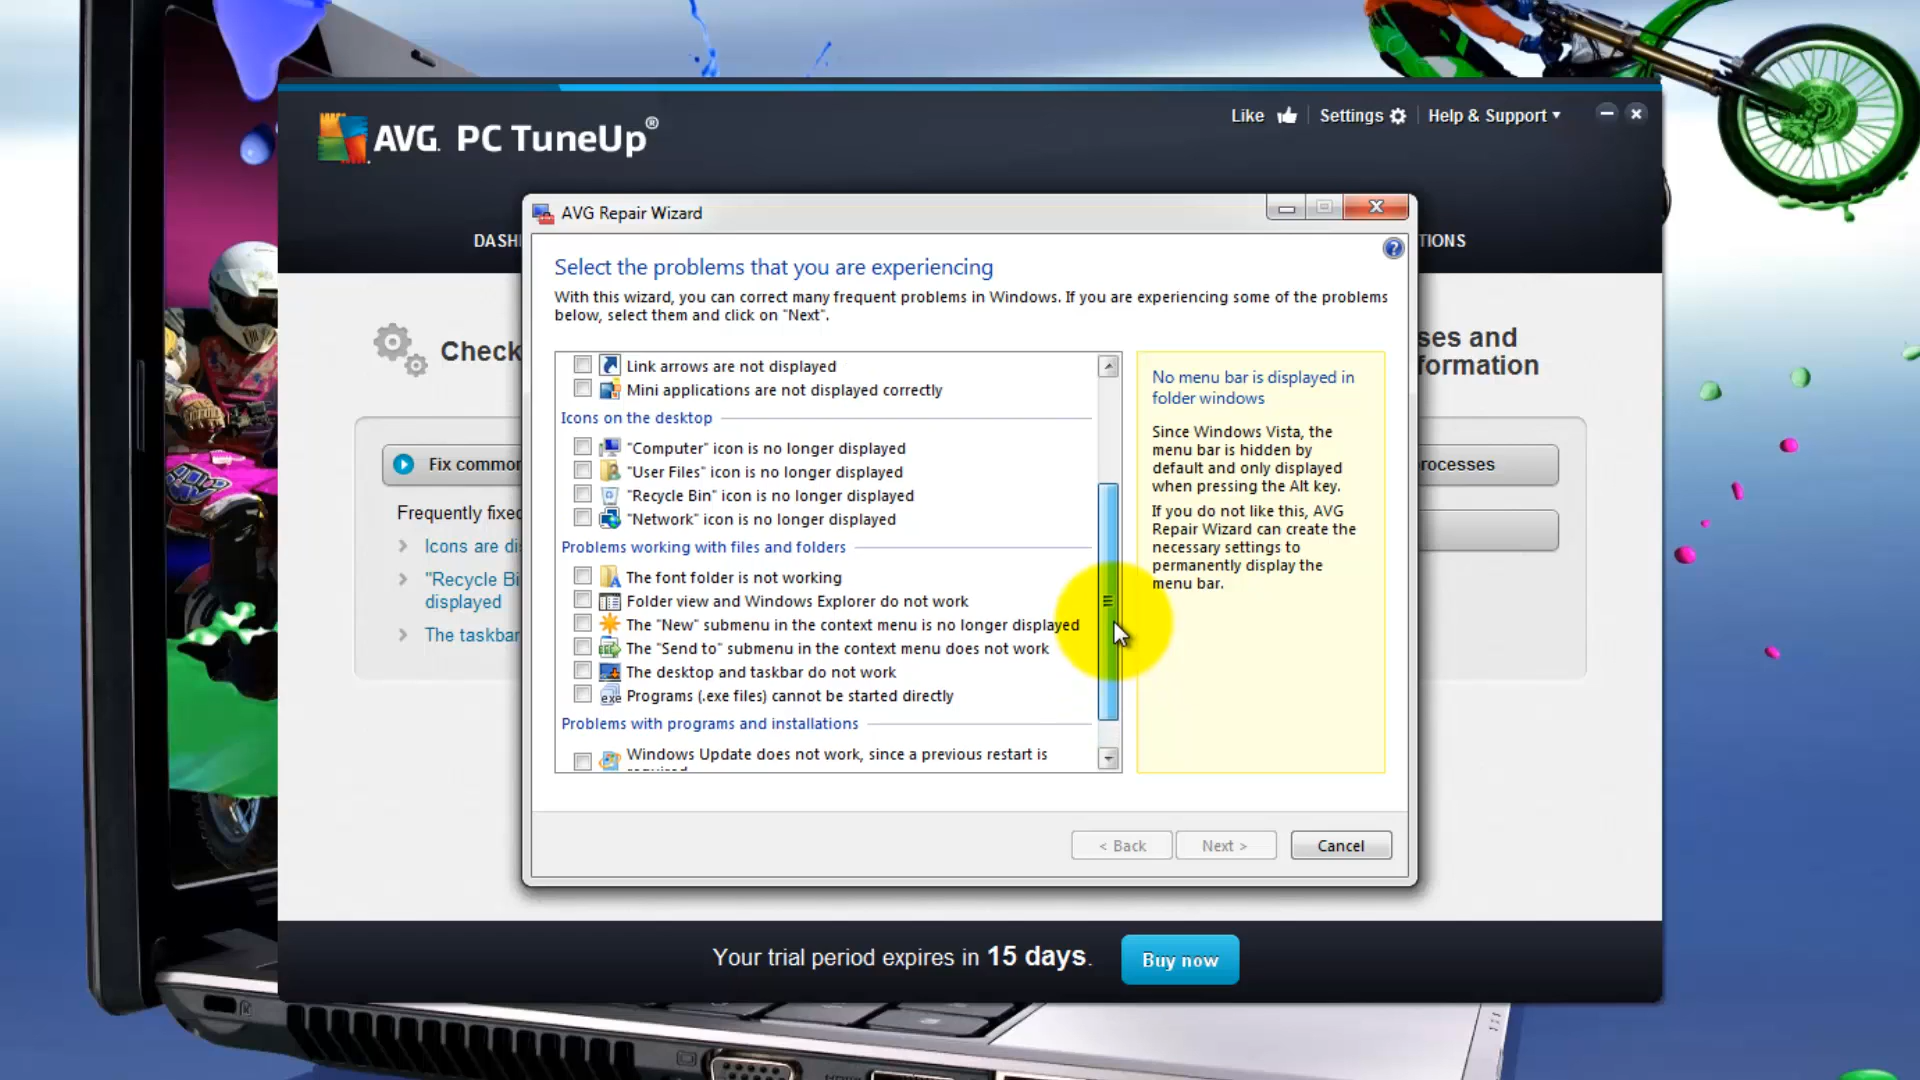 Like
Settings
Help & Support
AVG. PC TuneUp®
AVG Repair Wizard
DASH
TIONS
Select the problems that you are experiencing
With this wizard, you can correct many frequent problems in Windows. If you are experiencing some of the problems
below, select them and click on "Next".
Check
ses and
formation
Link arrows are not displayed
Mini applications are not displayed correctly
Icons on the desktop
"Computer" icon is no longer displayed
"User Files" icon is no longer displayed
"Recycle Bin" icon is no longer displayed
"Network" icon is no longer displayed
Problems working with files and folders
The font folder is not working
Folder view and Windows Explorer do not work
The "New" submenu in the context menu is no longer displayed
The "Send to" submenu in the context menu does not work
The desktop and taskbar do not work
exe
Programs (.exe files) cannot be started directly
Problems with programs and installations
Windows Update does not work, since a previous restart is
No menu bar is displayed in
folder windows
Since Windows Vista, the
menu bar is hidden by
default and only displayed
when pressing the Alt key.
If you do not like this, AVG
Repair Wizard can create the
necessary settings to
permanently display the
menu bar.
Fix common
Frequently fixed
Icons are di
"Recycle Bi
displayed
The taskbar
rocesses
< Back
Next >
Cancel
Your trial period expires in 15 days.
Buy now